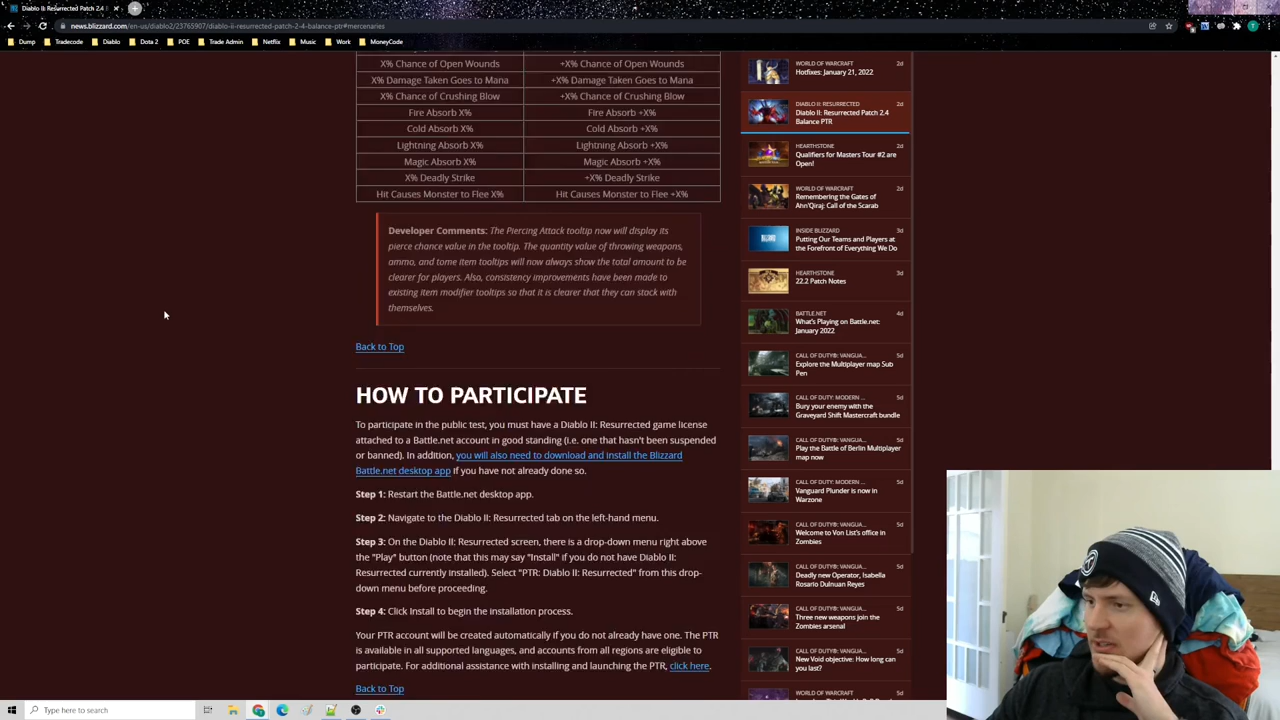 Diablo II: Resurrected Patch 2.4
news.blizzard.com/en-us/diablo2/23765907/diablo-ii-resurrected-patch-2-4-balance-ptr#mercenaries
Dump Tradecode Diablo Dota 2 POE Trade Admin Netflix Music Work MoneyCode
X% Chance of Open Wounds +X% Chance of Open Wounds
X% Damage Taken Goes to Mana +X% Damage Taken Goes to Mana
X% Chance of Crushing Blow +X% Chance of Crushing Blow
Fire Absorb X% Fire Absorb +X%
Cold Absorb X% Cold Absorb +X%
Lightning Absorb X% Lightning Absorb +X%
Magic Absorb X% Magic Absorb +X%
X% Deadly Strike +X% Deadly Strike
Hit Causes Monster to Flee X% Hit Causes Monster to Flee +X%
Developer Comments: The Piercing Attack tooltip now will display its
pierce chance value in the tooltip. The quantity value of throwing weapons,
ammo, and tome item tooltips will now always show the total amount to be
clearer for players. Also, consistency improvements have been made to
existing item modifier tooltips so that it is clearer that they can stack with
themselves.
Back to Top
HOW TO PARTICIPATE
To participate in the public test, you must have a Diablo II: Resurrected game license
attached to a Battle.net account in good standing (i.e. one that hasn't been suspended
or banned). In addition, you will also need to download and install the Blizzard
Battle.net desktop app if you have not already done so.
Step 1: Restart the Battle.net desktop app.
Step 2: Navigate to the Diablo II: Resurrected tab on the left-hand menu.
Step 3: On the Diablo II: Resurrected screen, there is a drop-down menu right above
the "Play" button (note that this may say "Install" if you do not have Diablo II:
Resurrected currently installed). Select "PTR: Diablo II: Resurrected" from this drop-
down menu before proceeding.
Step 4: Click Install to begin the installation process.
Your PTR account will be created automatically if you do not already have one. The PTR
is available in all supported languages, and accounts from all regions are eligible to
participate. For additional assistance with installing and launching the PTR, click here.
Back to Top
WORLD OF WARCRAFT 2d
Hotfixes: January 21, 2022
DIABLO II: RESURRECTED 2d
Diablo II: Resurrected Patch 2.4
Balance PTR
HEARTHSTONE 2d
Qualifiers for Masters Tour #2 are
Open!
WORLD OF WARCRAFT 2d
Remembering the Gates of
Ahn'Qiraj: Call of the Scarab
INSIDE BLIZZARD 3d
Putting Our Teams and Players at
the Forefront of Everything We Do
HEARTHSTONE 3d
22.2 Patch Notes
BATTLE.NET 4d
What's Playing on Battle.net:
January 2022
CALL OF DUTY®: VANGUA... 5d
Explore the Multiplayer map Sub
Pen
CALL OF DUTY: MODERN ... 5d
Bury your enemy with the
Graveyard Shift Mastercraft bundle
CALL OF DUTY®: VANGUA... 5d
Play the Battle of Berlin Multiplayer
map now
CALL OF DUTY: MODERN ... 5d
Vanguard Plunder is now in
Warzone
CALL OF DUTY®: VANGUA... 5d
Welcome to Von List's office in
Zombies
CALL OF DUTY®: VANGUA... 5d
Deadly new Operator, Isabella
Rosario Dulnuan Reyes
CALL OF DUTY®: VANGUA... 5d
Three new weapons join the
Zombies arsenal
CALL OF DUTY®: VANGUA... 5d
New Void objective: How long can
you last?
WORLD OF WARCRAFT 5d
Type here to search